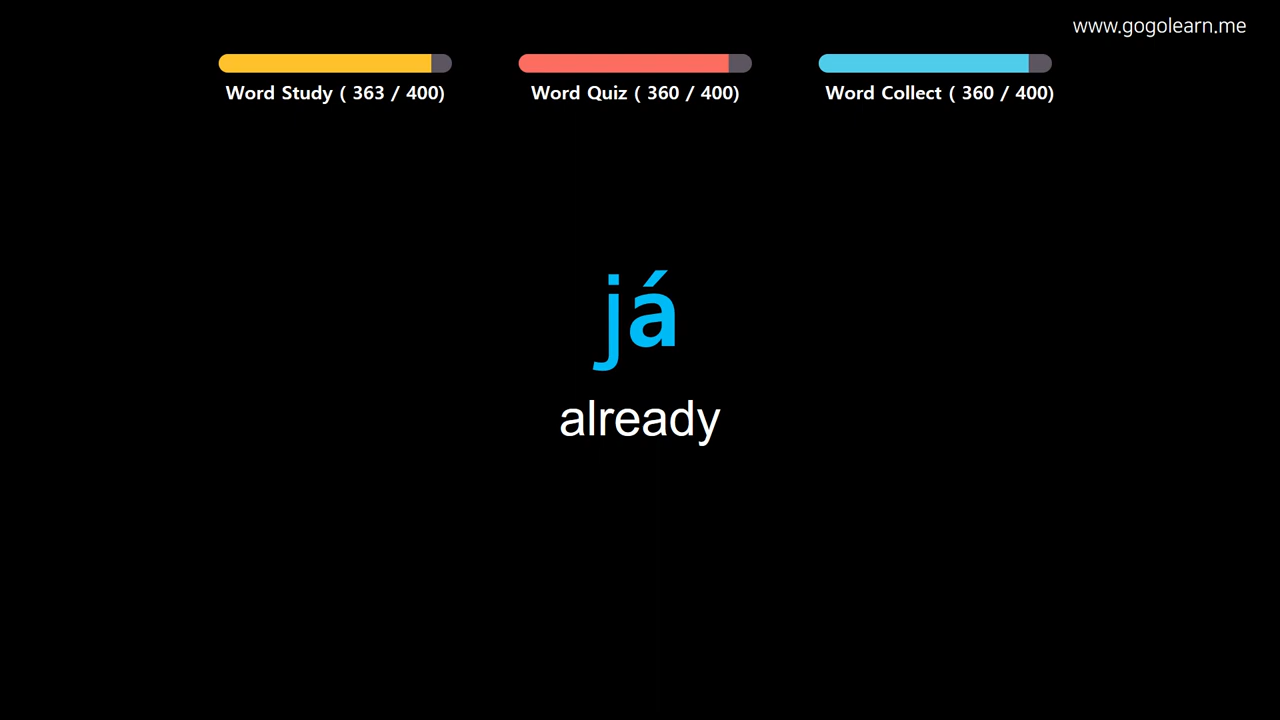 www.gogolearn.me
Word Study ( 363 / 400)
Word Quiz ( 360 / 400)
Word Collect ( 360 / 400)
já
already